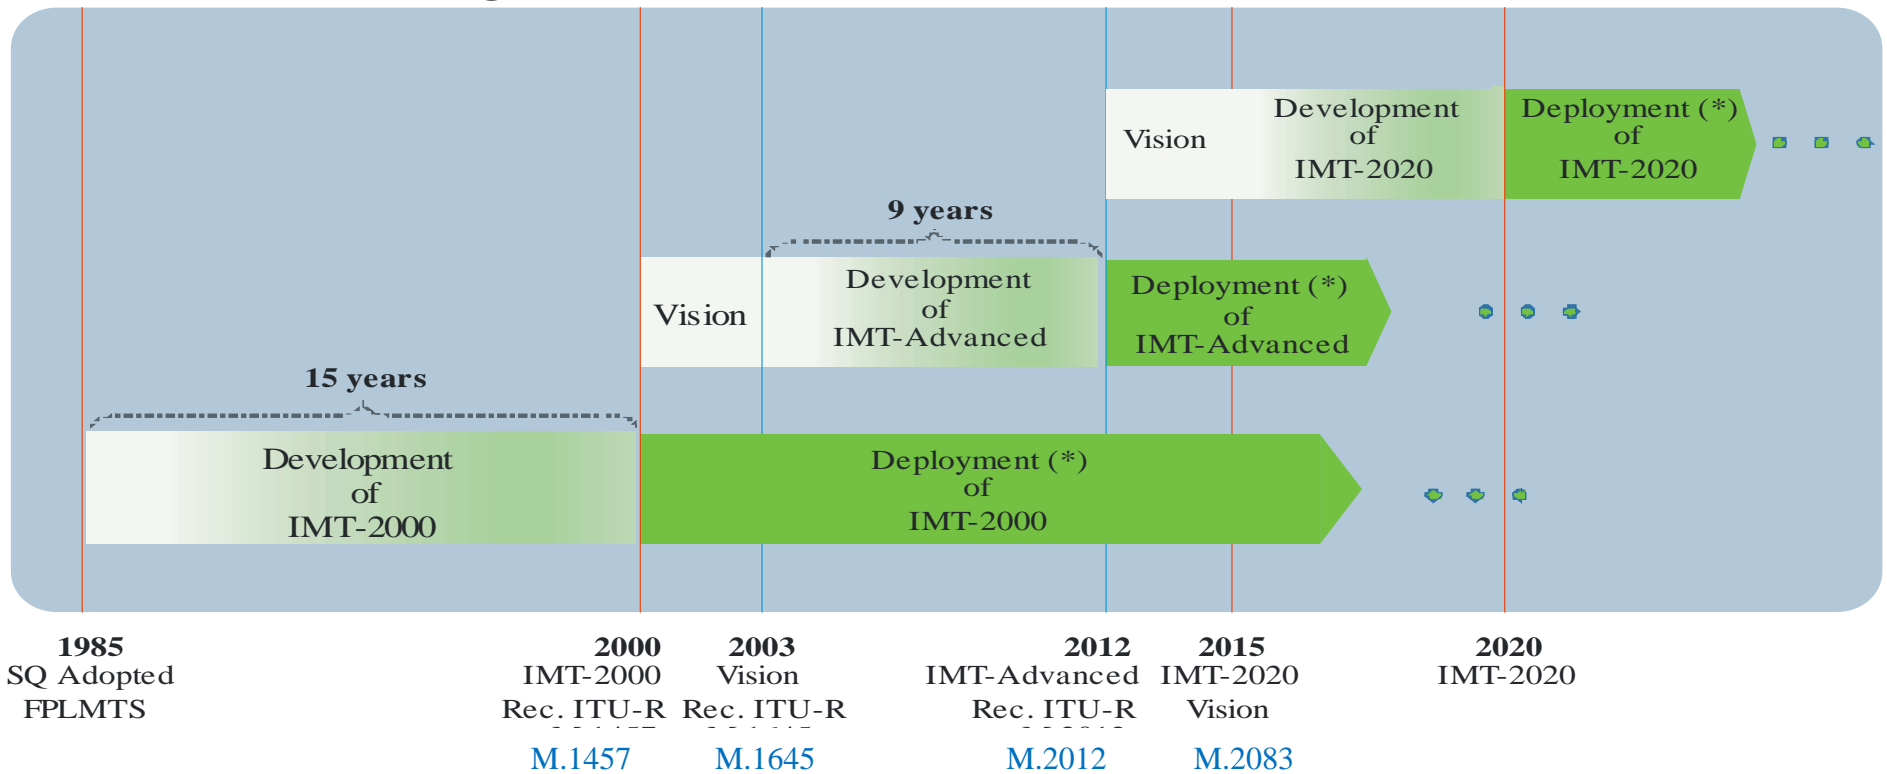 Development
of
IMT-2020
Deployment (*)
of
IMT-2020
Vision
9 years
Vision
Development
of
IMT-Advanced
Deployment (*)
of
IMT-Advanced
15 years
Development
of
IMT-2000
Deployment (*)
of
IMT-2000
1985
SQ Adopted
FPLMTS
2000
IMT-2000
Rec. ITU-R
M.1457
2003
Vision
Rec. ITU-R
M.1645
2012
IMT-Advanced
Rec. ITU-R
M.2012
2015
IMT-2020
Vision
M.2083
2020
IMT-2020